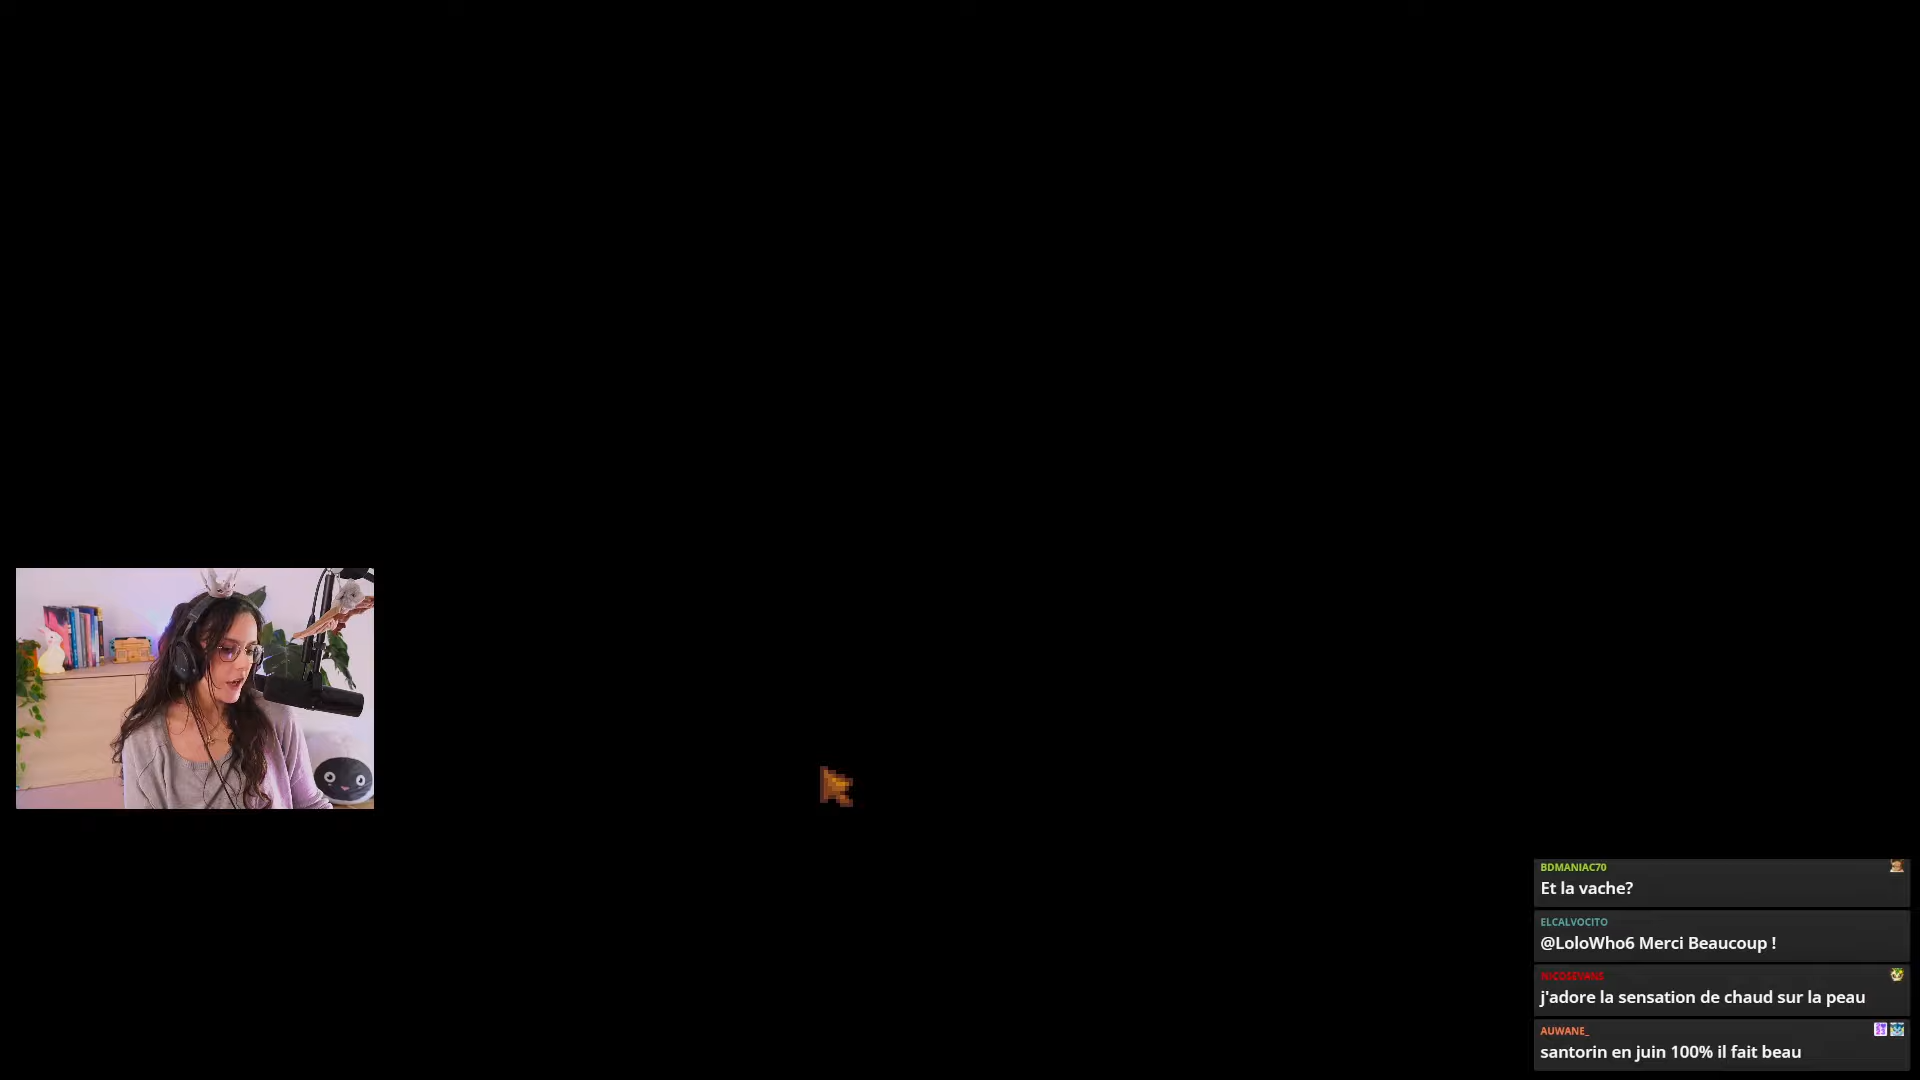 BDMANIAC70
Et la vache?
ELCALVOCITO
@LoloWho6 Merci Beaucoup !
NICOSEVANS
j'adore la sensation de chaud sur la peau
AUWANE_
santorin en juin 100% il fait beau